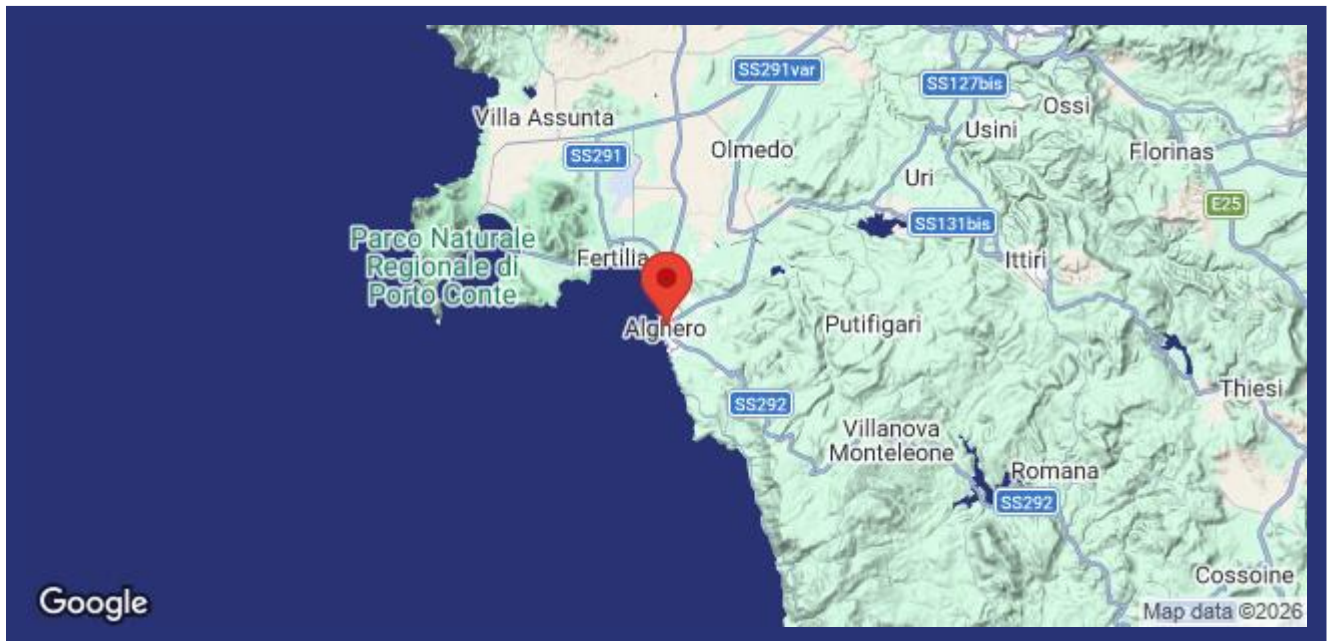 SS291var
SS127bis
Ossi
Villa Assunta
Usini
SS291
Olmedo
Florinas
Uri
E25
SS131bis
Parco Naturale
Regionale di
Porto Conte
Fertilia
Ittiri
Alghero
Putifigari
Thiesi
SS292
Villanova
Monteleone
Romana
SS292
Cossoine
Google
Map data ©2026